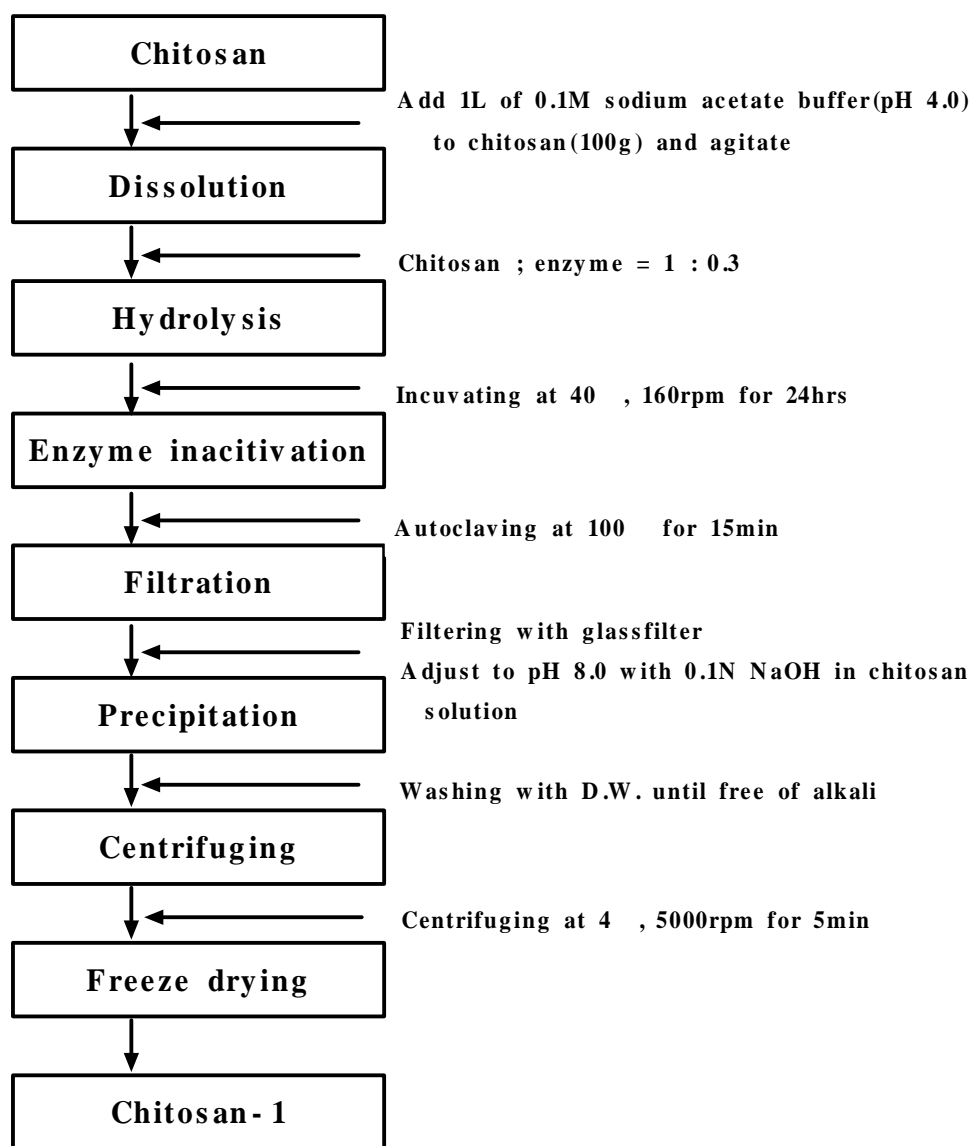 Chitosan
Add 1L of 0.1M sodium acetate buffer(pH 4.0)
to chitosan(100g) and agitate
Dissolution
Chitosan ; enzyme = 1 : 0.3
Hydrolysis
Incuvating at 40 , 160rpm for 24hrs
Enzyme inacitivation
Autoclaving at 100 for 15min
Filtration
Filtering with glassfilter
Adjust to pH 8.0 with 0.1N NaOH in chitosan
solution
Precipitation
Washing with D.W. until free of alkali
Centrifuging
Centrifuging at 4 , 5000rpm for 5min
Freeze drying
Chitosan-1